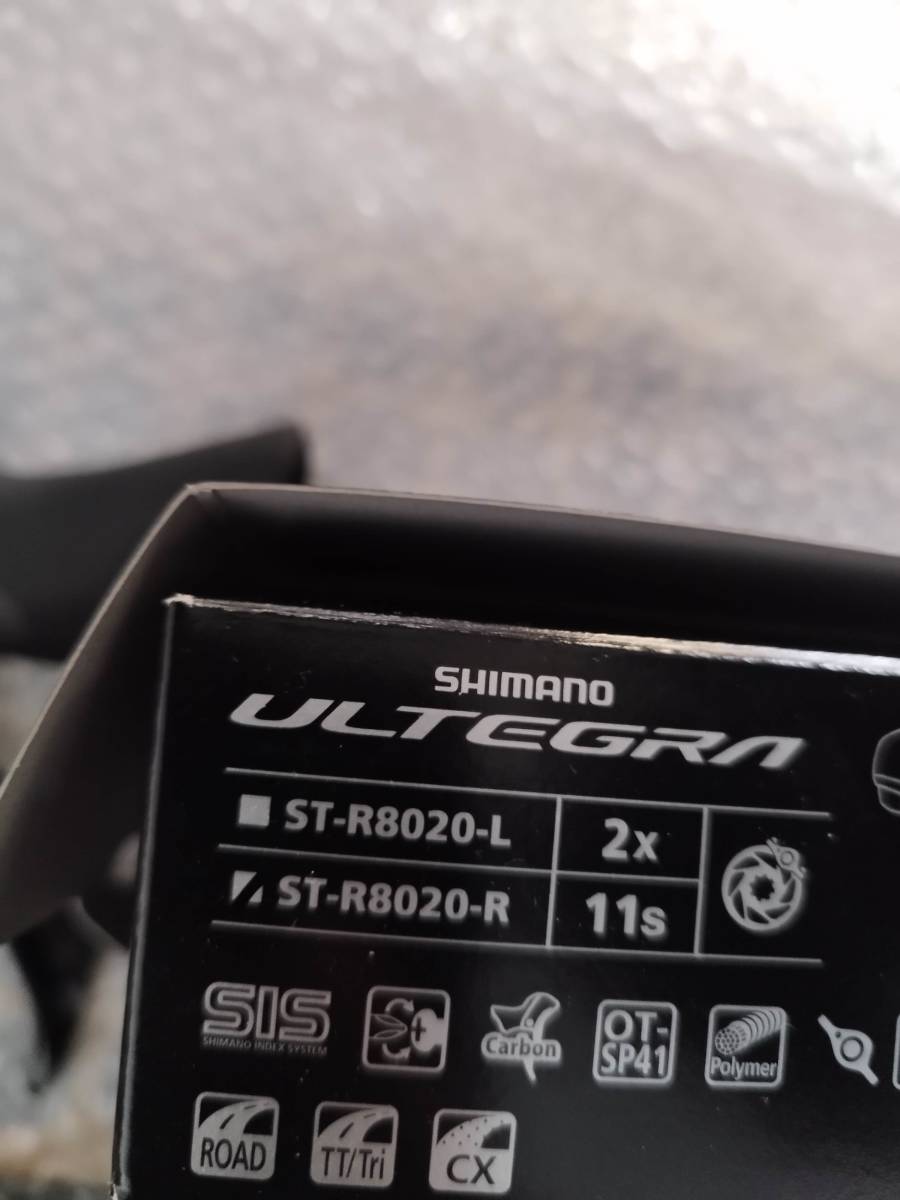 SHIMANO
ULTEGRA
ST-R8020-L 2x
ST-R8020-R 11s
SIS
SHIMANO INDEX SYSTEM
Carbon
OT-
SP41
Polymer
ROAD
TT/Tri
CX